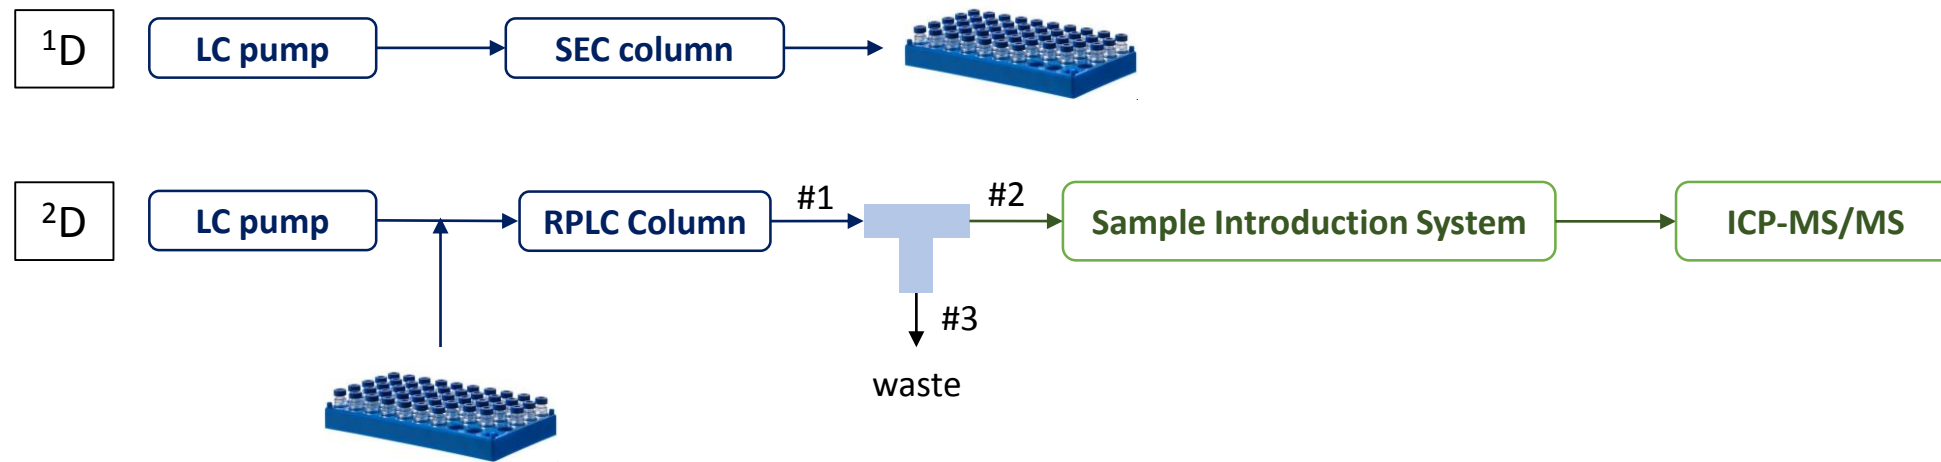 ¹D
LC pump
SEC column
²D
LC pump
RPLC Column
#1
#2
Sample Introduction System
ICP-MS/MS
#3
waste